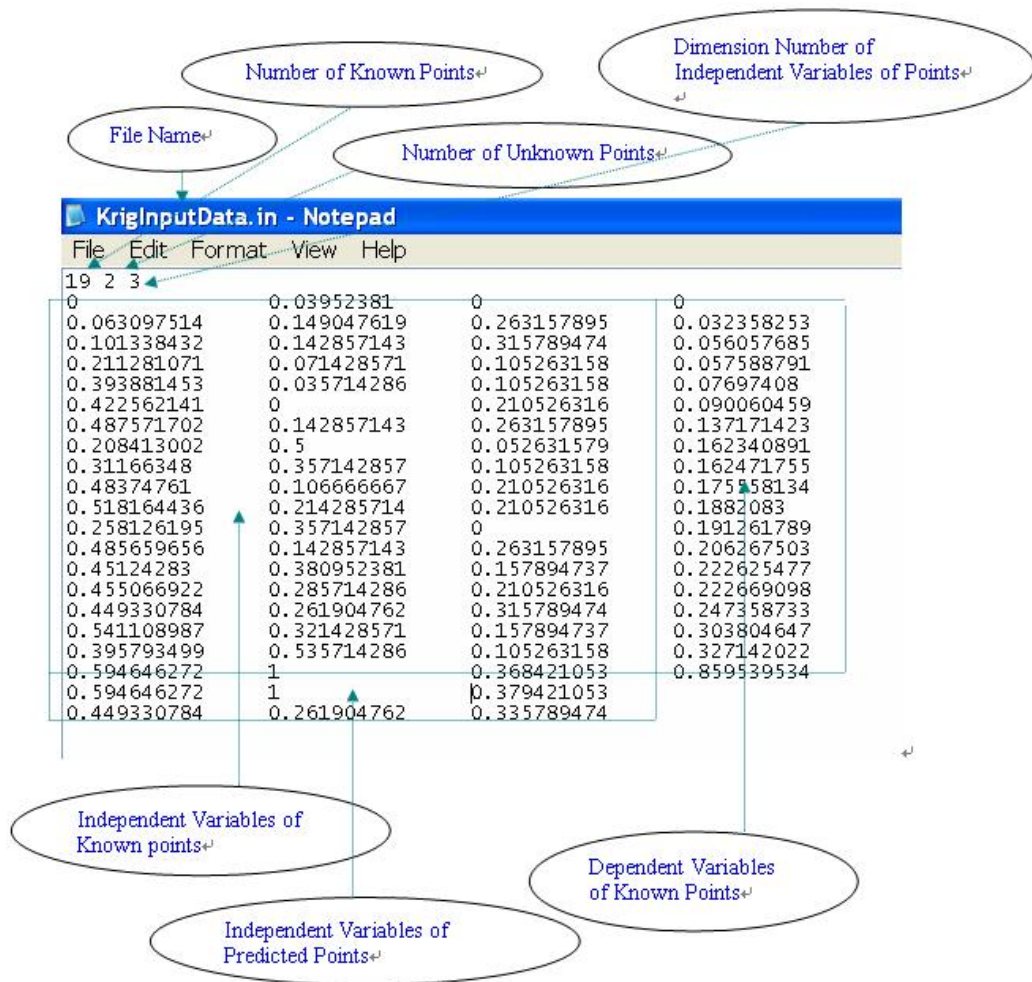 Dimension Number of
Independent Variables of Points
Number of Known Points
File Name
Number of Unknown Points
KrigInputData.in - Notepad
File Edit Format View Help
19 2 3
0 0.03952381 0 0
0.063097514 0.149047619 0.263157895 0.032358253
0.101338432 0.142857143 0.315789474 0.056057685
0.211281071 0.071428571 0.105263158 0.057588791
0.393881453 0.035714286 0.105263158 0.07697408
0.422562141 0 0.210526316 0.090060459
0.487571702 0.142857143 0.263157895 0.137171423
0.208413002 0.5 0.052631579 0.162340891
0.31166348 0.357142857 0.105263158 0.162471755
0.48374761 0.106666667 0.210526316 0.175558134
0.518164436 0.214285714 0.210526316 0.1882083
0.258126195 0.357142857 0 0.191261789
0.485659656 0.142857143 0.263157895 0.206267503
0.45124283 0.380952381 0.157894737 0.222625477
0.455066922 0.285714286 0.210526316 0.222669098
0.449330784 0.261904762 0.315789474 0.247358733
0.541108987 0.321428571 0.157894737 0.303804647
0.395793499 0.535714286 0.105263158 0.327142022
0.594646272 1 0.368421053 0.859539534
0.594646272 1 0.379421053
0.449330784 0.261904762 0.335789474
Independent Variables of
Known points
Dependent Variables
of Known Points
Independent Variables of
Predicted Points